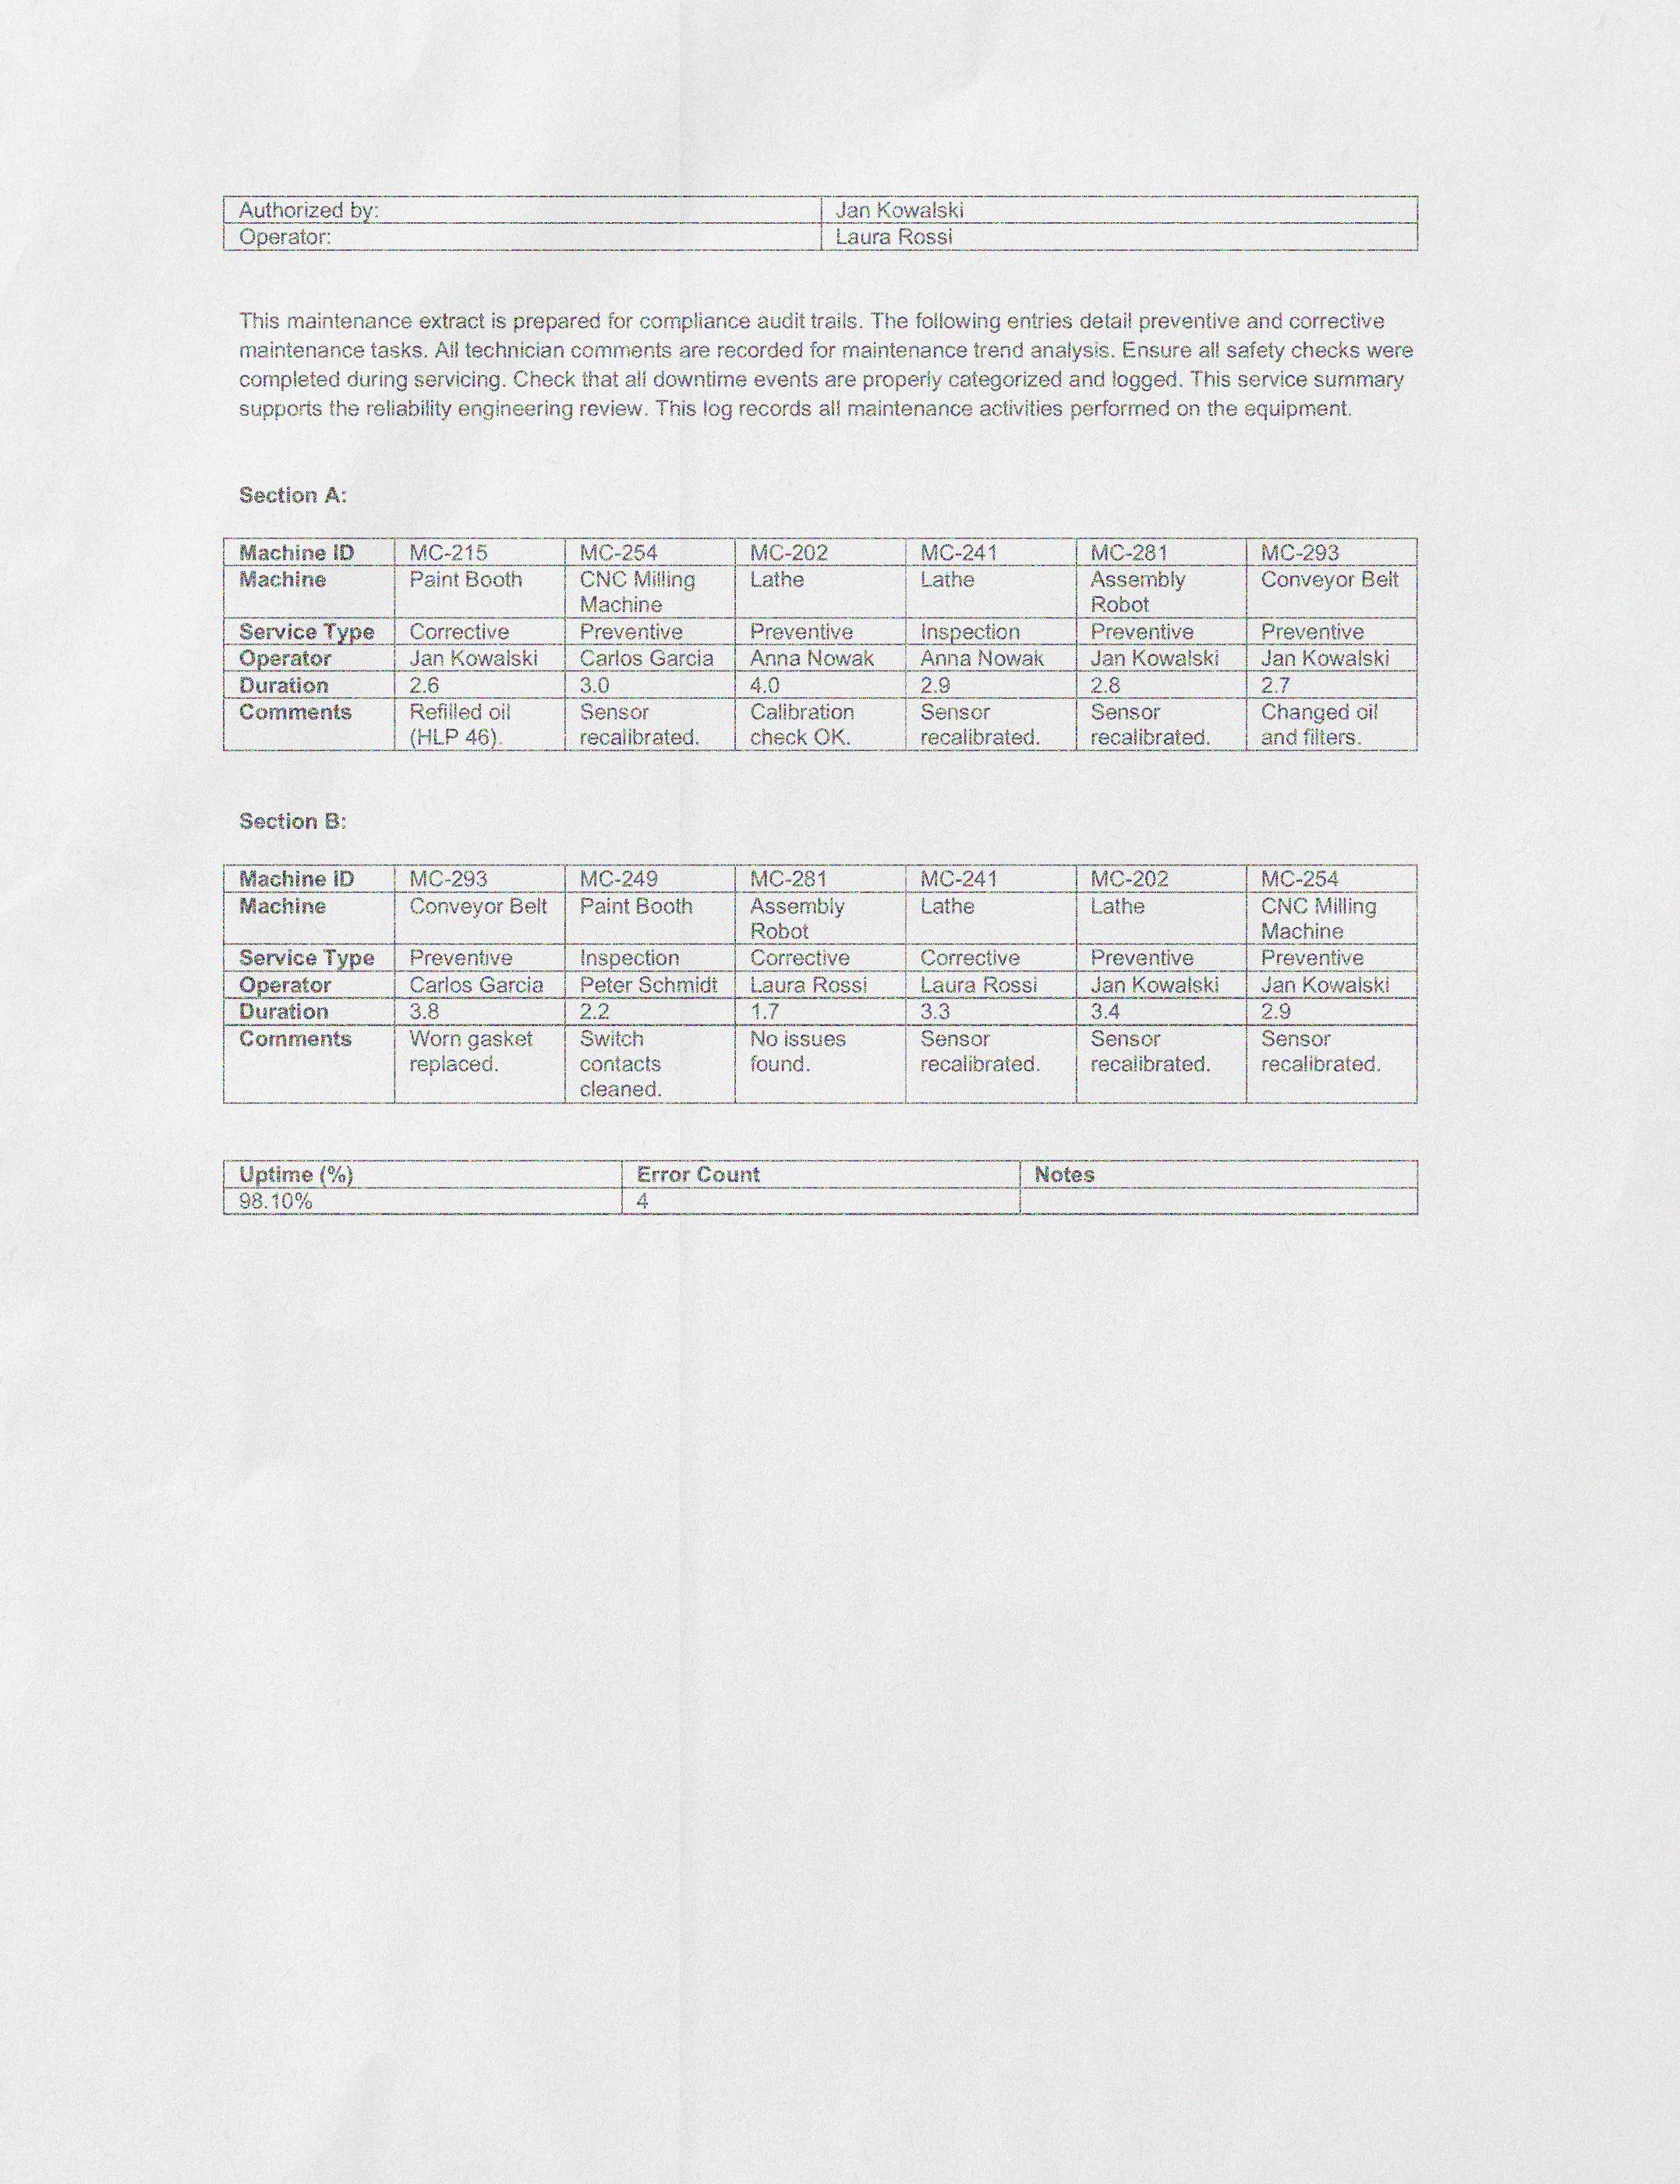 Authorized by: Jan Kowalski
Operator: Laura Rossi
This maintenance extract is prepared for compliance audit trails. The following entries detail preventive and corrective
maintenance tasks. All technician comments are recorded for maintenance trend analysis. Ensure all safety checks were
completed during servicing. Check that all downtime events are properly categorized and logged. This service summary
supports the reliability engineering review. This log records all maintenance activities performed on the equipment.
Section A:
Machine ID MC-215 MC-254 MC-202 MC-241 MC-281 MC-293
Machine Paint Booth CNC Milling Lathe Lathe Assembly Conveyor Belt
Machine Robot
Service Type Corrective Preventive Preventive Inspection Preventive Preventive
Operator Jan Kowalski Carlos Garcia Anna Nowak Anna Nowak Jan Kowalski Jan Kowalski
Duration 2.6 3.0 4.0 2.9 2.8 2.7
Comments Refilled oil Sensor Calibration Sensor Sensor Changed oil
(HLP 46). recalibrated. check OK. recalibrated. recalibrated. and filters.
Section B:
Machine ID MC-293 MC-249 MC-281 MC-241 MC-202 MC-254
Machine Conveyor Belt Paint Booth Assembly Lathe Lathe CNC Milling
Robot Machine
Service Type Preventive Inspection Corrective Corrective Preventive Preventive
Operator Carlos Garcia Peter Schmidt Laura Rossi Laura Rossi Jan Kowalski Jan Kowalski
Duration 3.8 2.2 1.7 3.3 3.4 2.9
Comments Worn gasket Switch No issues Sensor Sensor Sensor
replaced. contacts found. recalibrated. recalibrated. recalibrated.
cleaned.
Uptime (%) Error Count Notes
98.10% 4